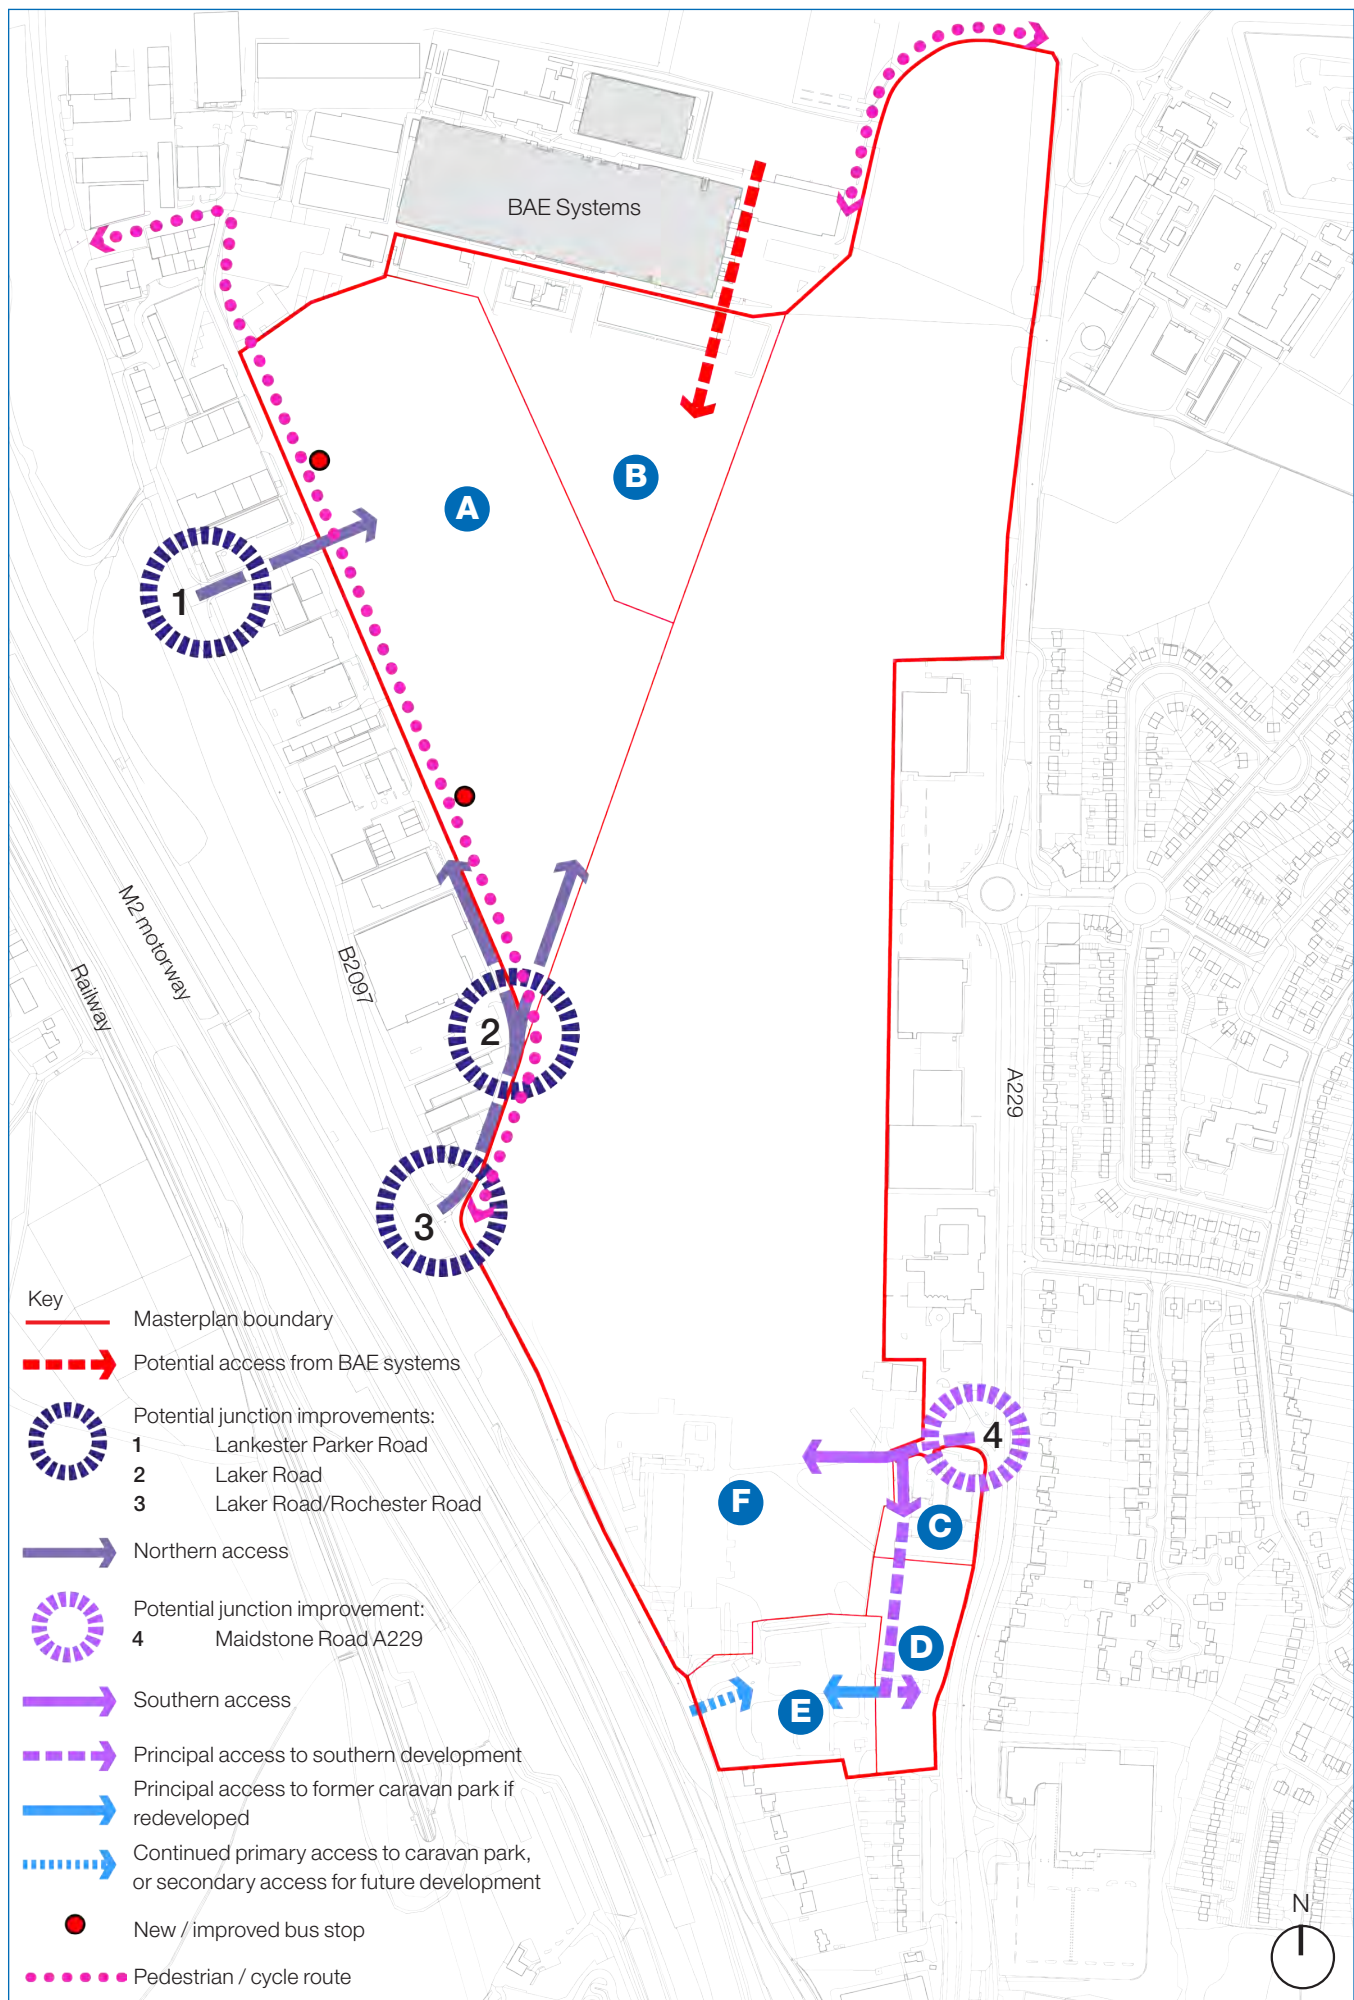 BAE Systems
B
A
1
M2 motorway
Railway
B2097
2
A229
3
Key
Masterplan boundary
Potential access from BAE systems
Potential junction improvements:
1 Lankester Parker Road
2 Laker Road
3 Laker Road/Rochester Road
Northern access
Potential junction improvement:
4 Maidstone Road A229
Southern access
Principal access to southern development
Principal access to former caravan park if
redeveloped
Continued primary access to caravan park,
or secondary access for future development
New / improved bus stop
Pedestrian / cycle route
4
F
C
D
E
N